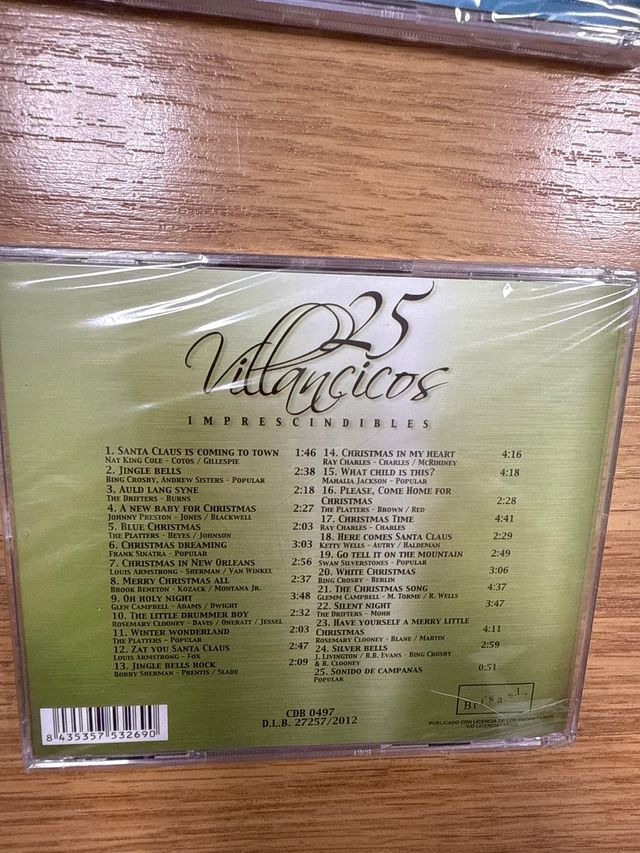 25
Villancicos
IMPRESCINDIBLES
1. SANTA CLAUS IS COMING TO TOWN 1:46
NAT KING COLE - COTOS / GILLESPIE
2. JINGLE BELLS 2:38
BING CROSBY, ANDREW SISTERS - POPULAR
3. AULD LANG SYNE 2:18
THE DRIFTERS - BURNS
4. A NEW BABY FOR CHRISTMAS 2:27
JOHNNY PRESTON - JONES / BLACKWELL
5. BLUE CHRISTMAS 2:03
THE PLATTERS - HEYES / JOHNSON
6. CHRISTMAS DREAMING 3:03
FRANK SINATRA - POPULAR
7. CHRISTMAS IN NEW ORLEANS 2:56
LOUIS ARMSTRONG - SHERMAN / VAN WINKEL
8. MERRY CHRISTMAS ALL 2:37
BROOK BENETON - KOZACK / MONTANA JR.
9. OH HOLY NIGHT 3:48
GLEN CAMPBELL - ADAMS / DWIGHT
10. THE LITTLE DRUMMER BOY 2:32
ROSEMARY CLOONEY - DAVIS / ONERATT / JESSEL
11. WINTER WONDERLAND 2:03
THE PLATTERS - POPULAR
12. ZAT YOU SANTA CLAUS 2:47
LOUIS ARMSTRONG - FOX
13. JINGLE BELLS ROCK 2:09
BOBBY SHERMAN - PRENTIS / SLADE
14. CHRISTMAS IN MY HEART 4:16
RAY CHARLES - CHARLES / MCRHINEY
15. WHAT CHILD IS THIS? 4:18
MAHALIA JACKSON - POPULAR
16. PLEASE, COME HOME FOR
CHRISTMAS 2:28
THE PLATTERS - BROWN / RED
17. CHRISTMAS TIME 4:41
RAY CHARLES - CHARLES
18. HERE COMES SANTA CLAUS 2:29
KETTY WELLS - AUTRY / HALDEMAN
19. GO TELL IT ON THE MOUNTAIN 2:49
SWAN SILVERSTONES - POPULAR
20. WHITE CHRISTMAS 3:06
BING CROSBY - BERLIN
21. THE CHRISTMAS SONG 4:37
GLEMM CAMPBELL - M. TORME / R. WELLS
22. SILENT NIGHT 3:47
THE DRIFTERS - MOHR
23. HAVE YOURSELF A MERRY LITTLE
CHRISTMAS 4:11
ROSEMARY CLOONEY - BLANE / MARTIN
24. SILVER BELLS 2:59
J. LIVINGTON / R.B. EVANS - BING CROSBY
& R. CLOONEY
25. SONIDO DE CAMPANAS 0:51
POPULAR
CDB 0497
D.L.B. 27257/2012
8 435357 532690
PUBLICADO CON LICENCIA DE LOS PROPIETARIOS
Y/O LICENCIATARIOS